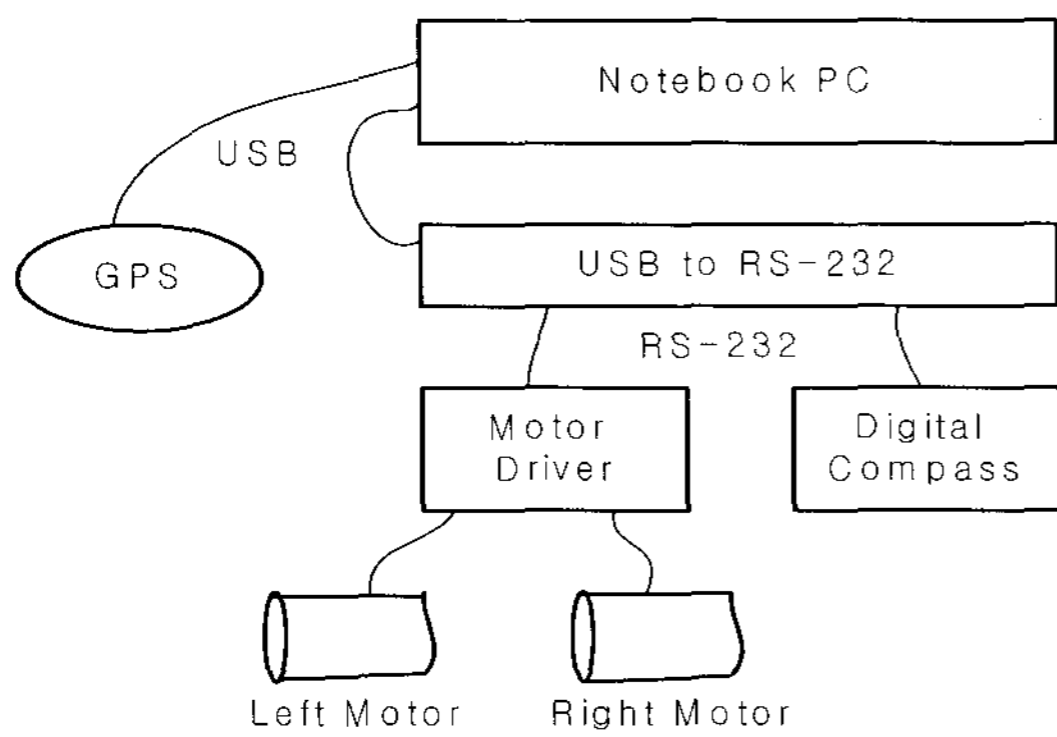 Notebook PC
USB
GPS
USB to RS-232
RS-232
Motor
Driver
Digital
Compass
Left Motor
Right Motor